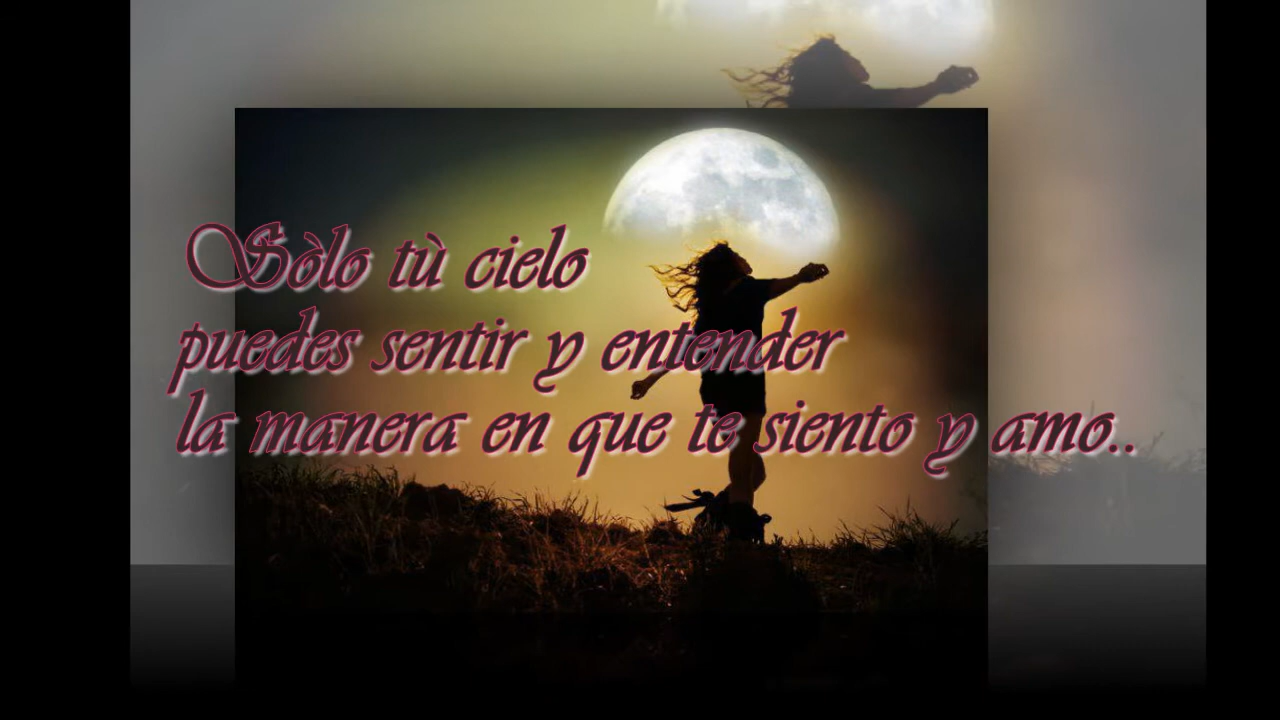 Sòlo tù cielo
puedes sentir y entender
la manera en que te siento y amo..